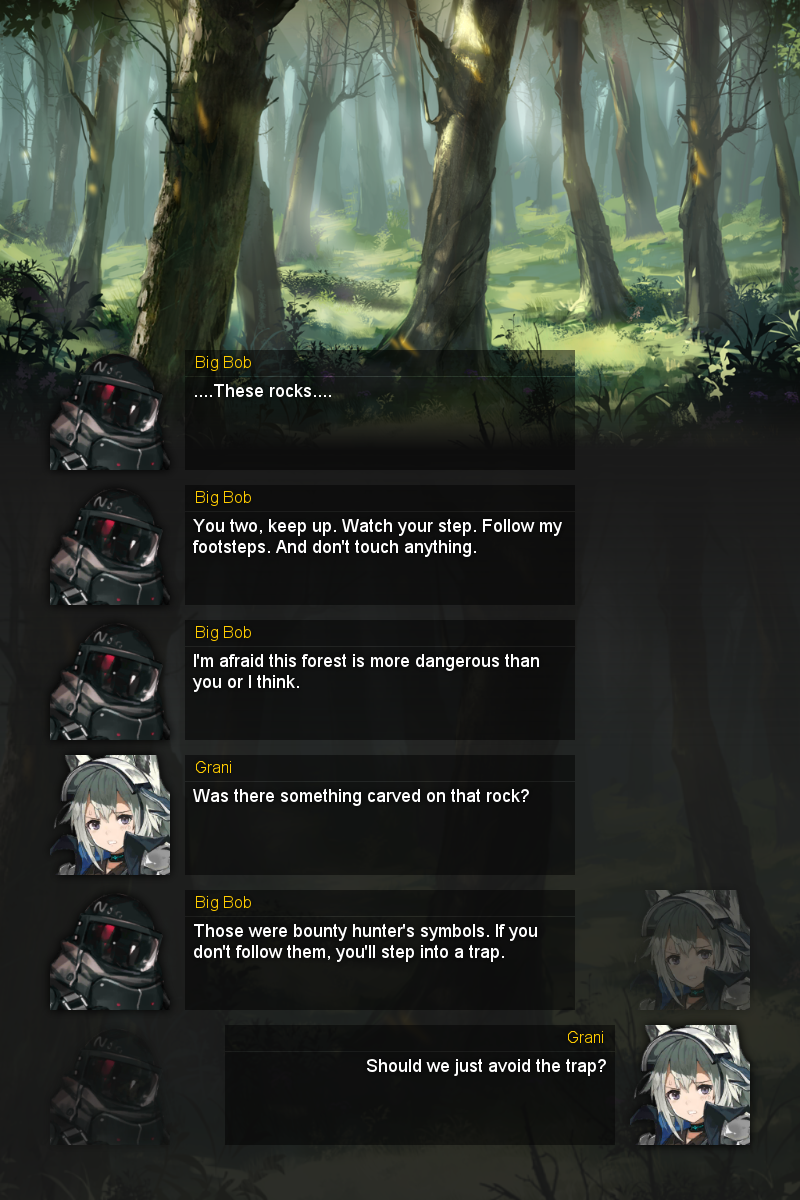 Big Bob
....These rocks....
Big Bob
You two, keep up. Watch your step. Follow my
footsteps. And don't touch anything.
Big Bob
I'm afraid this forest is more dangerous than
you or I think.
Grani
Was there something carved on that rock?
Big Bob
Those were bounty hunter's symbols. If you
don't follow them, you'll step into a trap.
Grani
Should we just avoid the trap?